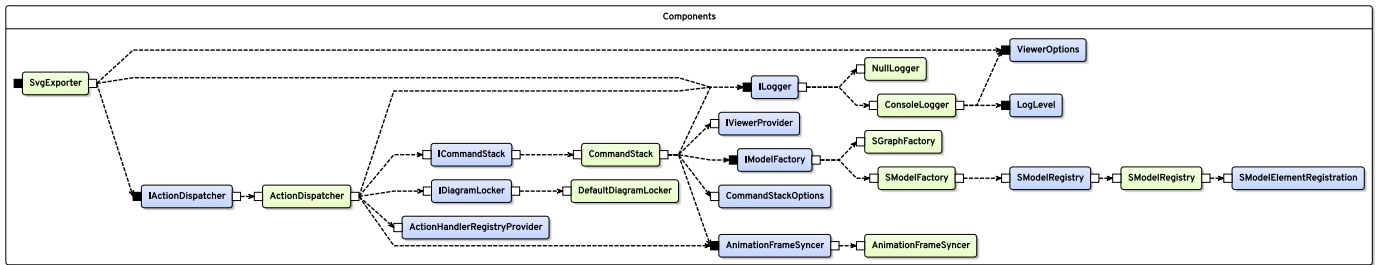 Components
ViewerOptions
NullLogger
SvgExporter
ILogger
ConsoleLogger
LogLevel
IViewerProvider
SGraphFactory
ICommandStack
CommandStack
IModelFactory
SModelFactory
SModelRegistry
SModelRegistry
SModelElementRegistration
IActionDispatcher
ActionDispatcher
IDiagramLocker
DefaultDiagramLocker
CommandStackOptions
ActionHandlerRegistryProvider
AnimationFrameSyncer
AnimationFrameSyncer